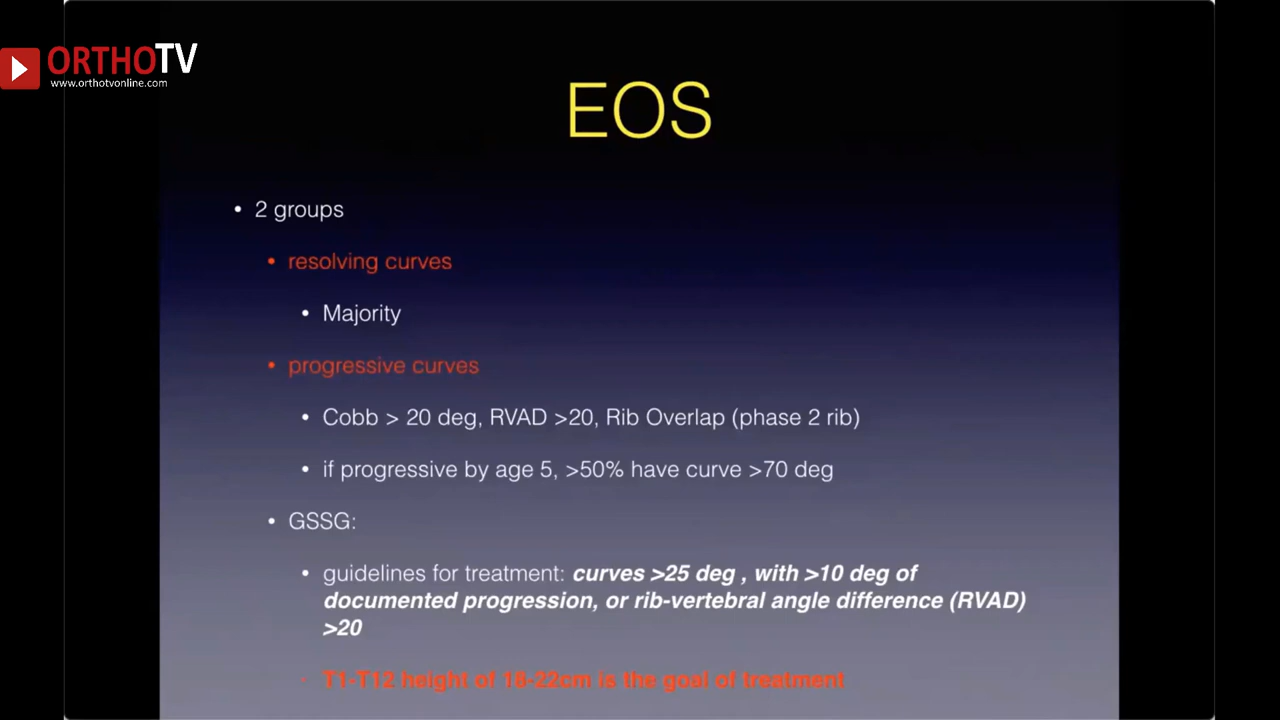 ORTHOTV
www.orthotvonline.com
EOS
• 2 groups
• resolving curves
• Majority
• progressive curves
• Cobb > 20 deg, RVAD >20, Rib Overlap (phase 2 rib)
• if progressive by age 5, >50% have curve >70 deg
• GSSG:
• guidelines for treatment: curves >25 deg , with >10 deg of
documented progression, or rib-vertebral angle difference (RVAD)
>20
• T1-T12 height of 18-22cm is the goal of treatment